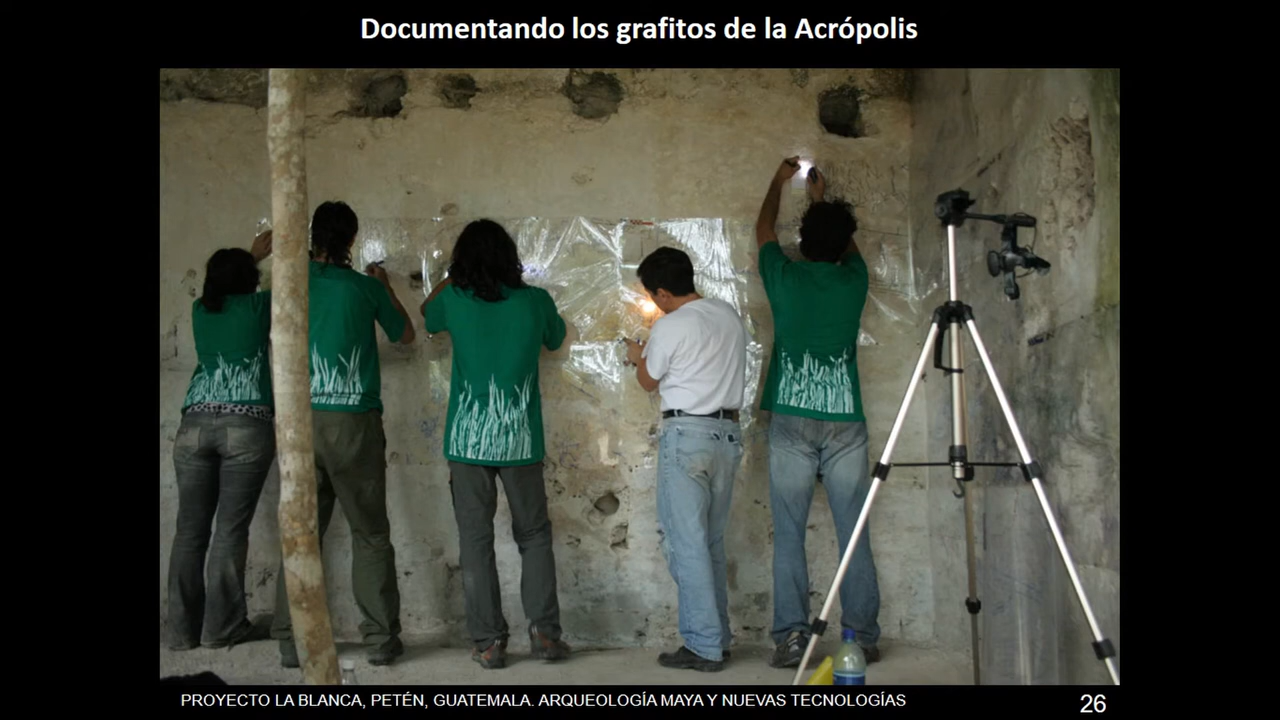 Documentando los grafitos de la Acrópolis
PROYECTO LA BLANCA, PETÉN, GUATEMALA. ARQUEOLOGÍA MAYA Y NUEVAS TECNOLOGÍAS
26